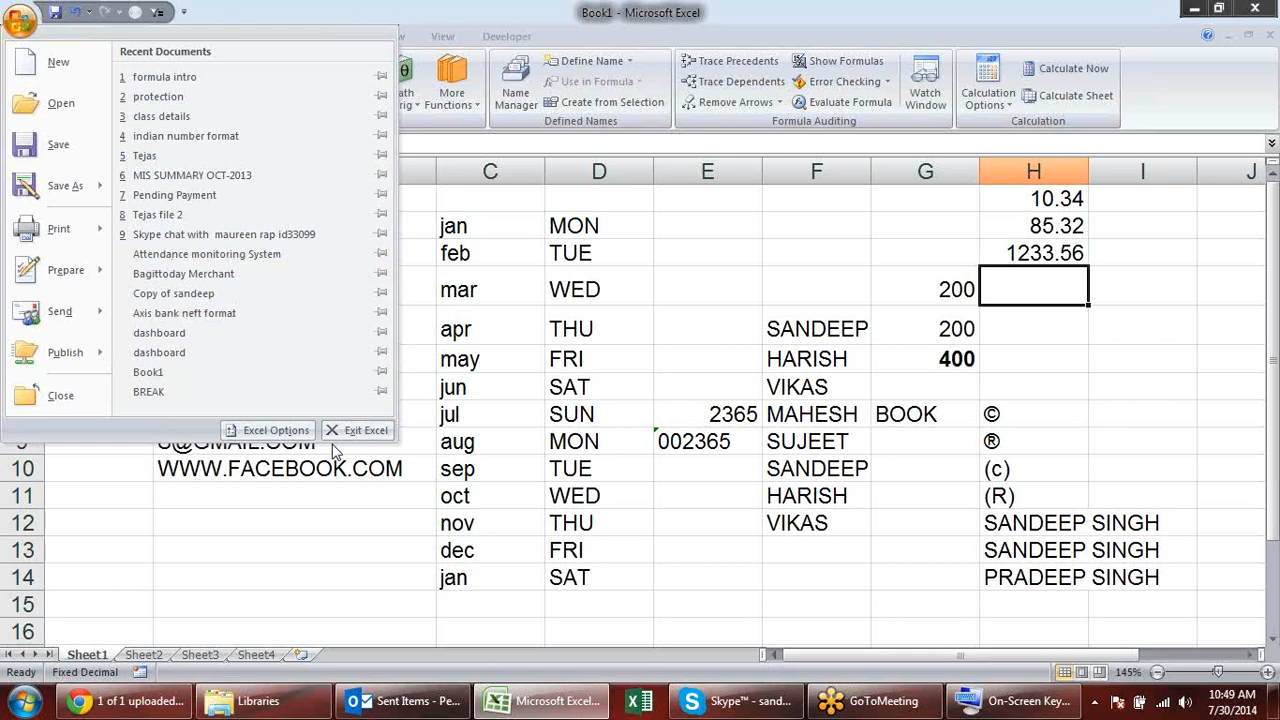 Book1 - Microsoft Excel
View
Developer
Recent Documents
New
Open
Save
Save As
Print
Prepare
Send
Publish
Close
1 formula intro
2 protection
3 class details
4 indian number format
5 Tejas
6 MIS SUMMARY OCT-2013
7 Pending Payment
8 Tejas file 2
9 Skype chat with maureen rap id33099
Attendance monitoring System
Bagittoday Merchant
Copy of sandeep
Axis bank neft format
dashboard
dashboard
Book1
BREAK
Excel Options
Exit Excel
More Functions
Name Manager
Define Name
Use in Formula
Create from Selection
Defined Names
Trace Precedents
Trace Dependents
Remove Arrows
Show Formulas
Error Checking
Evaluate Formula
Formula Auditing
Watch Window
Calculation Options
Calculate Now
Calculate Sheet
Calculation
C D E F G H I J
10.34
jan MON 85.32
feb TUE 1233.56
mar WED 200
apr THU SANDEEP 200
may FRI HARISH 400
jun SAT VIKAS
jul SUN 2365 MAHESH BOOK ©
aug MON 002365 SUJEET ®
10 WWW.FACEBOOK.COM sep TUE SANDEEP (c)
11 oct WED HARISH (R)
12 nov THU VIKAS SANDEEP SINGH
13 dec FRI SANDEEP SINGH
14 jan SAT PRADEEP SINGH
15
16
Sheet1 Sheet2 Sheet3 Sheet4
Ready Fixed Decimal 145%
1 of 1 uploaded...
Libraries
Sent Items - Pe...
Microsoft Exce...
Skype™ - sand...
GoToMeeting
On-Screen Key...
10:49 AM
7/30/2014